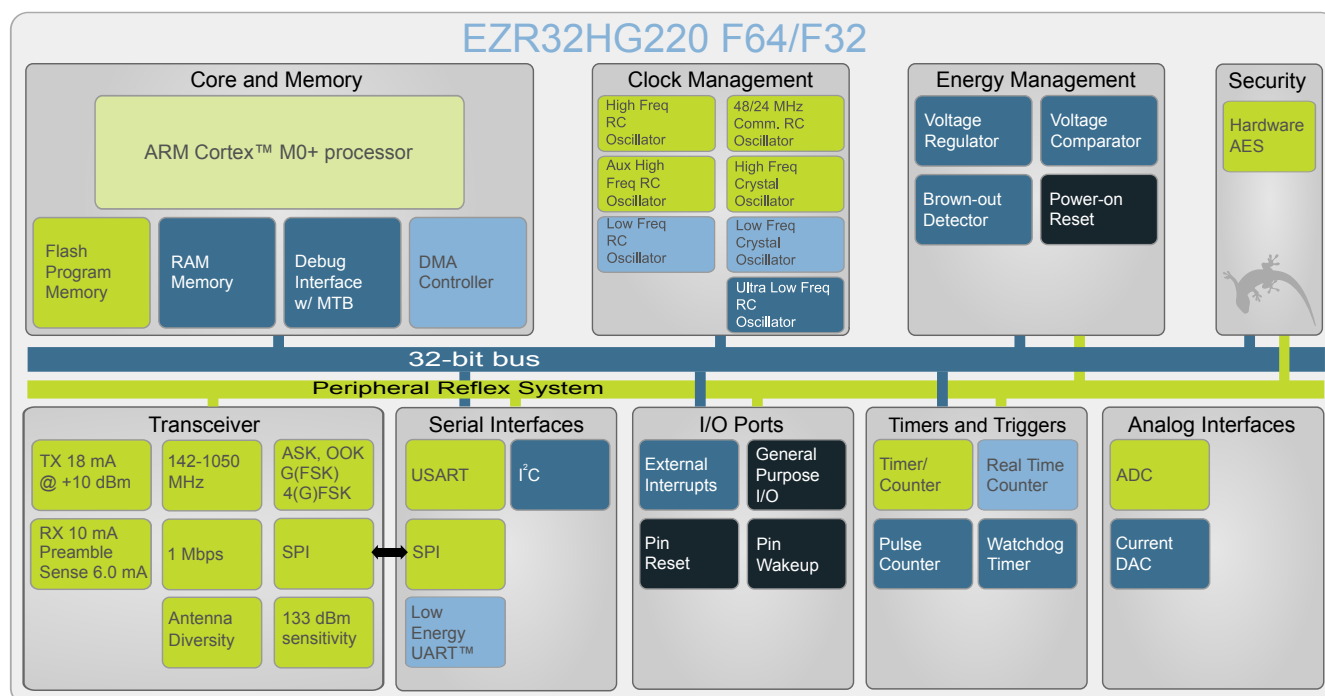 EZR32HG220 F64/F32
Core and Memory
ARM Cortex™ M0+ processor
Flash
Program
Memory
RAM
Memory
Debug
Interface
w/ MTB
DMA
Controller
Clock Management
High Freq
RC
Oscillator
48/24 MHz
Comm. RC
Oscillator
Aux High
Freq RC
Oscillator
High Freq
Crystal
Oscillator
Low Freq
RC
Oscillator
Low Freq
Crystal
Oscillator
Ultra Low Freq
RC
Oscillator
Energy Management
Voltage
Regulator
Voltage
Comparator
Brown-out
Detector
Power-on
Reset
Security
Hardware
AES
32-bit bus
Peripheral Reflex System
Transceiver
TX 18 mA
@ +10 dBm
142-1050
MHz
ASK, OOK
G(FSK)
4(G)FSK
RX 10 mA
Preamble
Sense 6.0 mA
1 Mbps
SPI
Antenna
Diversity
133 dBm
sensitivity
Serial Interfaces
USART
I²C
SPI
Low
Energy
UART™
I/O Ports
External
Interrupts
General
Purpose
I/O
Pin
Reset
Pin
Wakeup
Timers and Triggers
Timer/
Counter
Real Time
Counter
Pulse
Counter
Watchdog
Timer
Analog Interfaces
ADC
Current
DAC